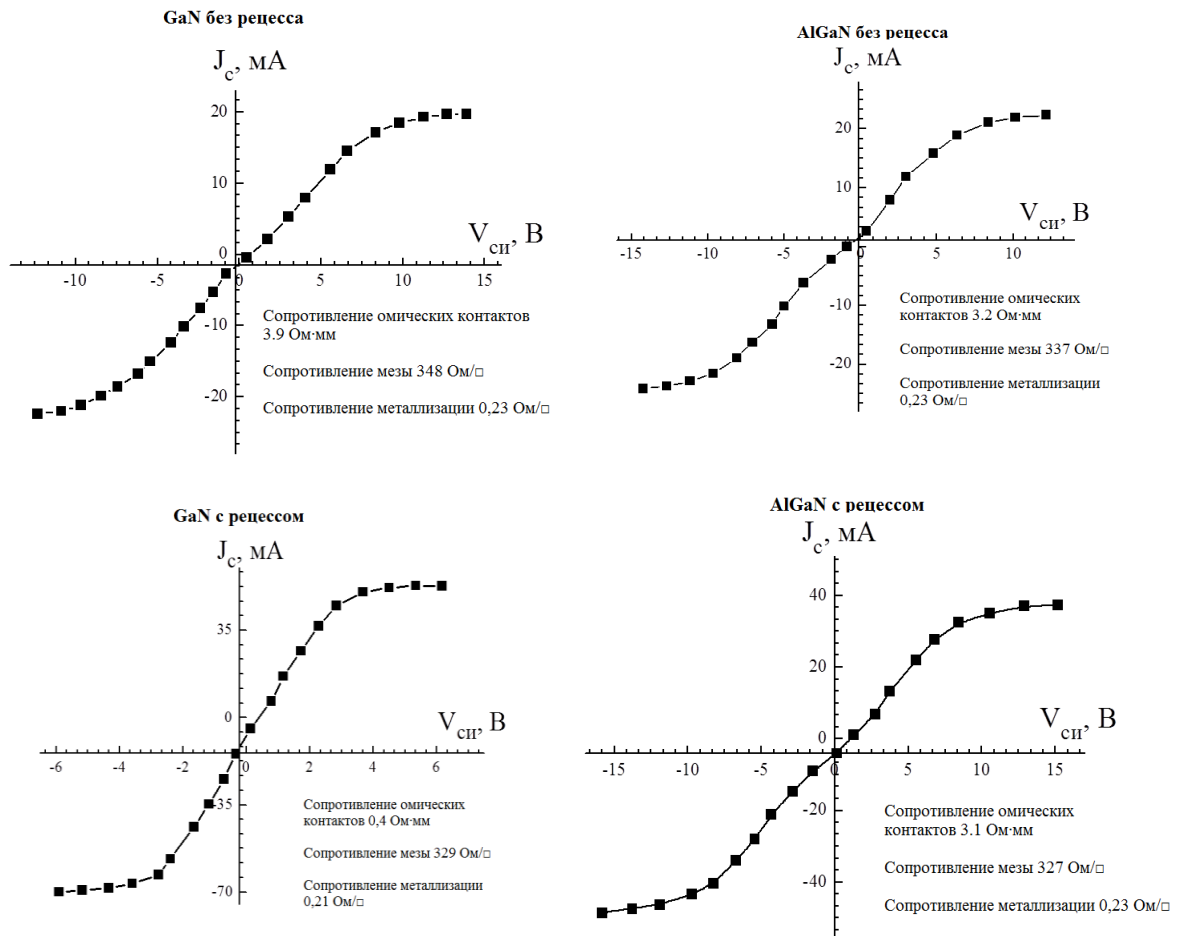 GaN без рецесса
J_c, мА
20
10
0
-10
-20
-10
-5
0
5
10
15
V_си, В
Сопротивление омических контактов
3.9 Ом·мм
Сопротивление мезы 348 Ом/□
Сопротивление металлизации 0,23 Ом/□
AlGaN без рецесса
J_c, мА
20
10
-10
-20
-15
-10
-5
0
5
10
V_си, В
Сопротивление омических
контактов 3.2 Ом·мм
Сопротивление мезы 337 Ом/□
Сопротивление металлизации
0,23 Ом/□
GaN с рецессом
J_c, мА
35
0
-35
-70
-6
-4
-2
0
2
4
6
V_си, В
Сопротивление омических
контактов 0,4 Ом·мм
Сопротивление мезы 329 Ом/□
Сопротивление металлизации
0,21 Ом/□
AlGaN с рецессом
J_c, мА
40
20
0
-20
-40
-15
-10
-5
0
5
10
15
V_си, В
Сопротивление омических
контактов 3.1 Ом·мм
Сопротивление мезы 327 Ом/□
Сопротивление металлизации 0,23 Ом/□